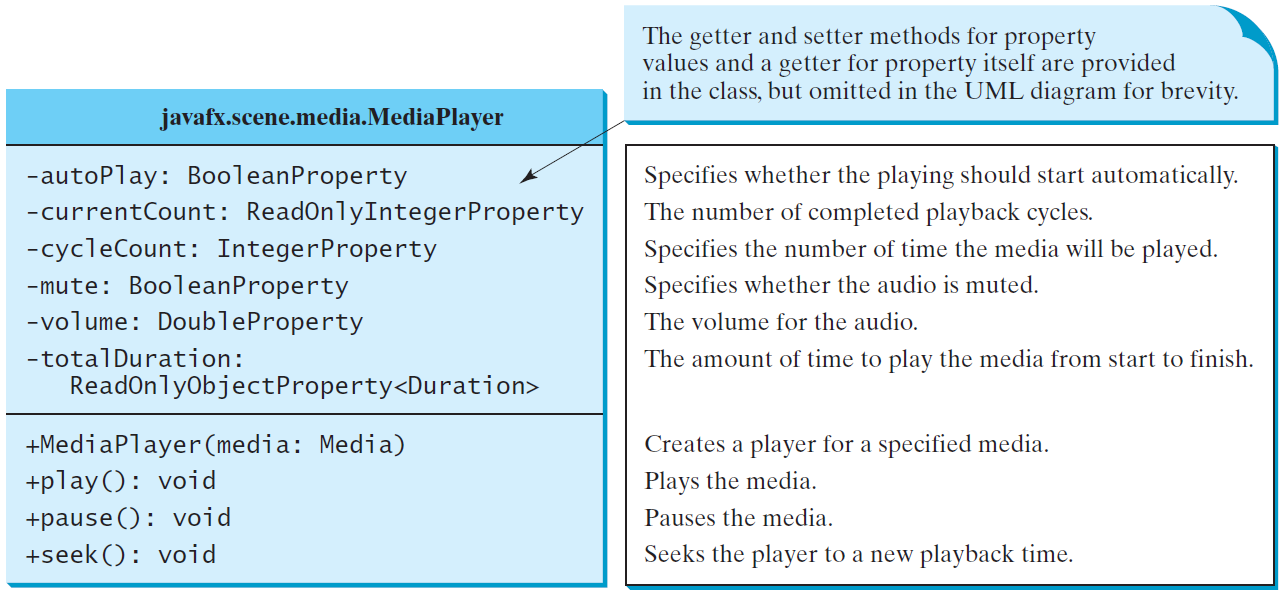 The getter and setter methods for property
values and a getter for property itself are provided
in the class, but omitted in the UML diagram for brevity.
javafx.scene.media.MediaPlayer
-autoPlay: BooleanProperty
Specifies whether the playing should start automatically.
-currentCount: ReadOnlyIntegerProperty
The number of completed playback cycles.
-cycleCount: IntegerProperty
Specifies the number of time the media will be played.
-mute: BooleanProperty
Specifies whether the audio is muted.
-volume: DoubleProperty
The volume for the audio.
-totalDuration:
ReadOnlyObjectProperty<Duration>
The amount of time to play the media from start to finish.
+MediaPlayer(media: Media)
Creates a player for a specified media.
+play(): void
Plays the media.
+pause(): void
Pauses the media.
+seek(): void
Seeks the player to a new playback time.